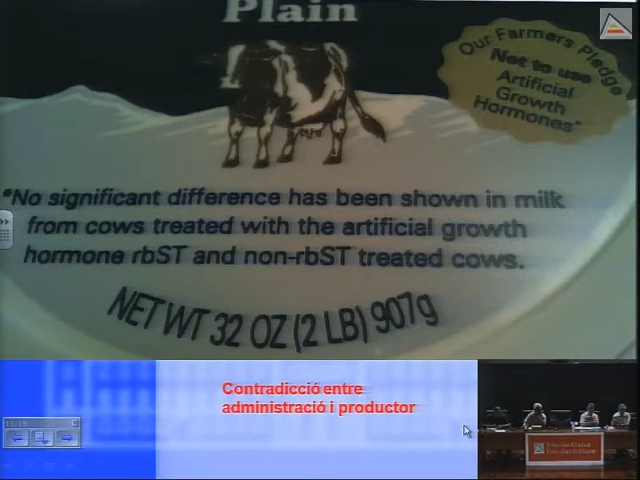 Plain
Our Farmers Pledge
Not to use
Artificial
Growth
Hormones*
*No significant difference has been shown in milk
from cows treated with the artificial growth
hormone rbST and non-rbST treated cows.
NET WT 32 OZ (2 LB) 907g
Contradicció entre
administració i productor